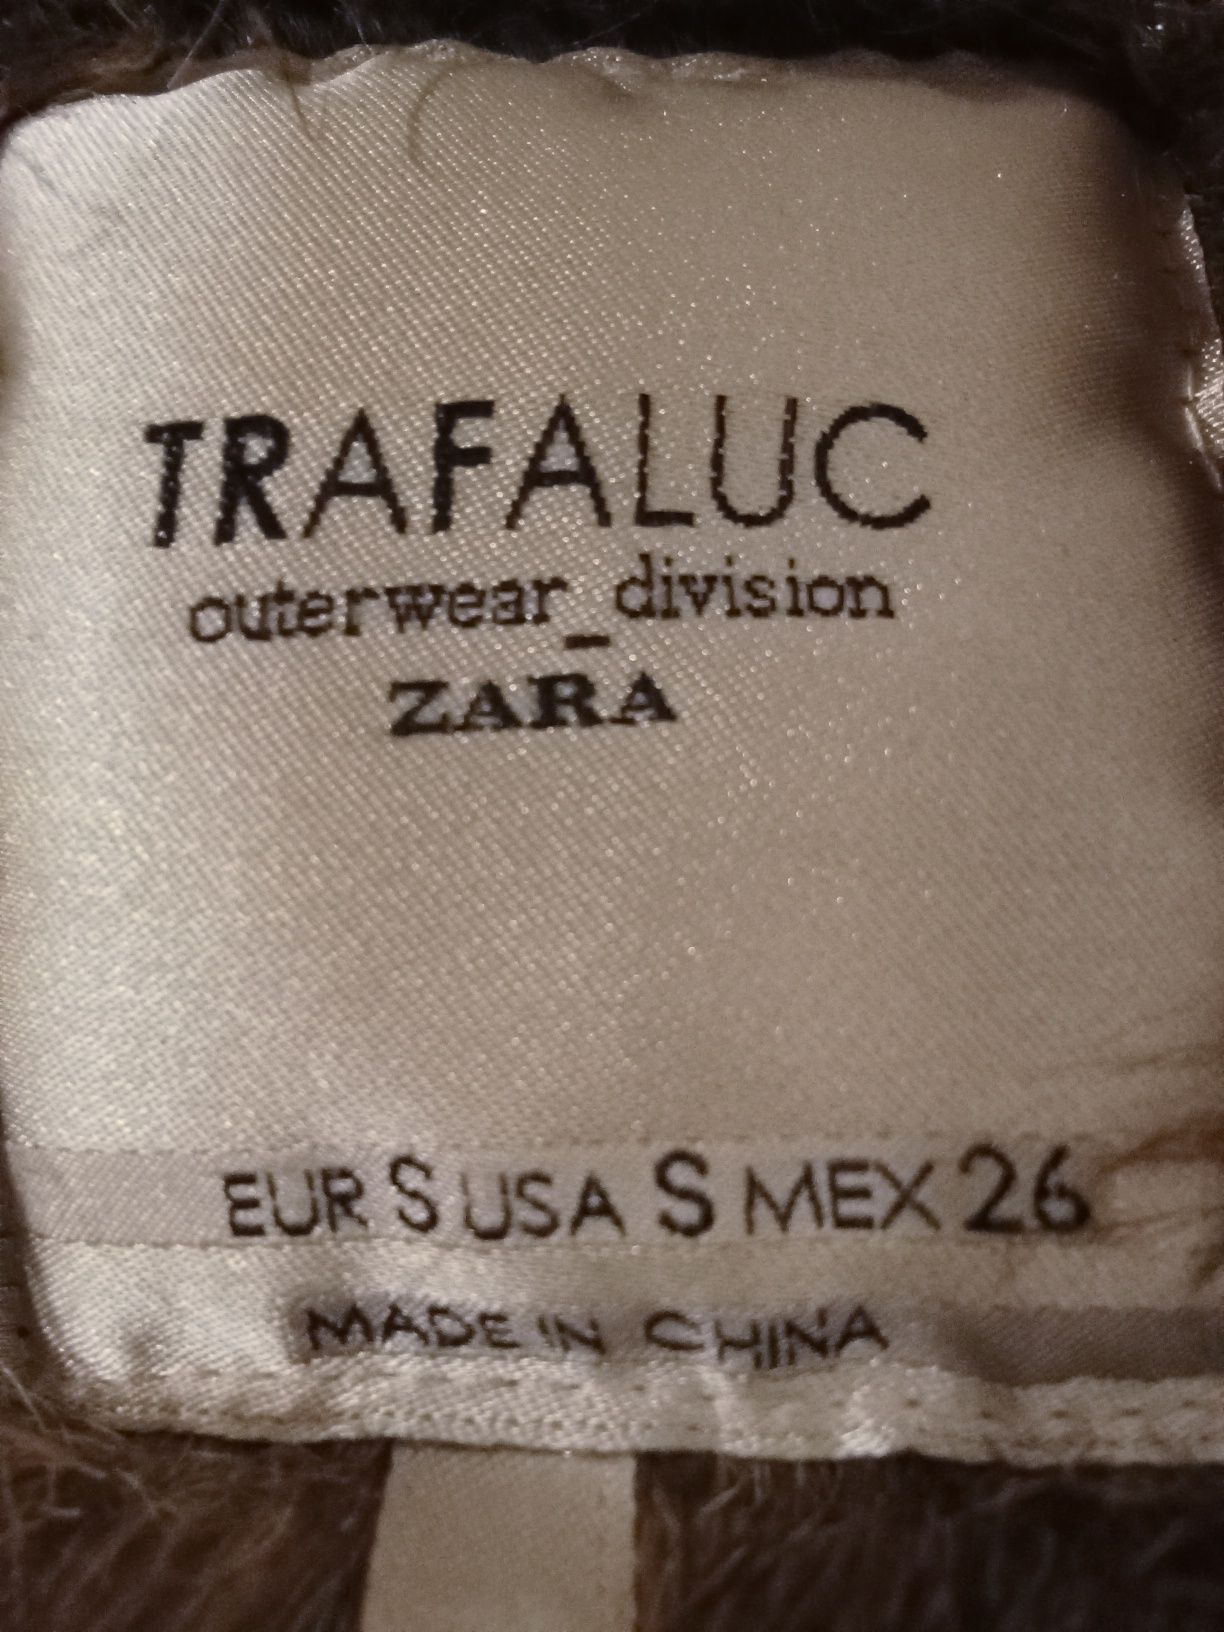 TRAFALUC
outerwear_division
ZARA
EUR S USA S MEX 26
MADE IN CHINA